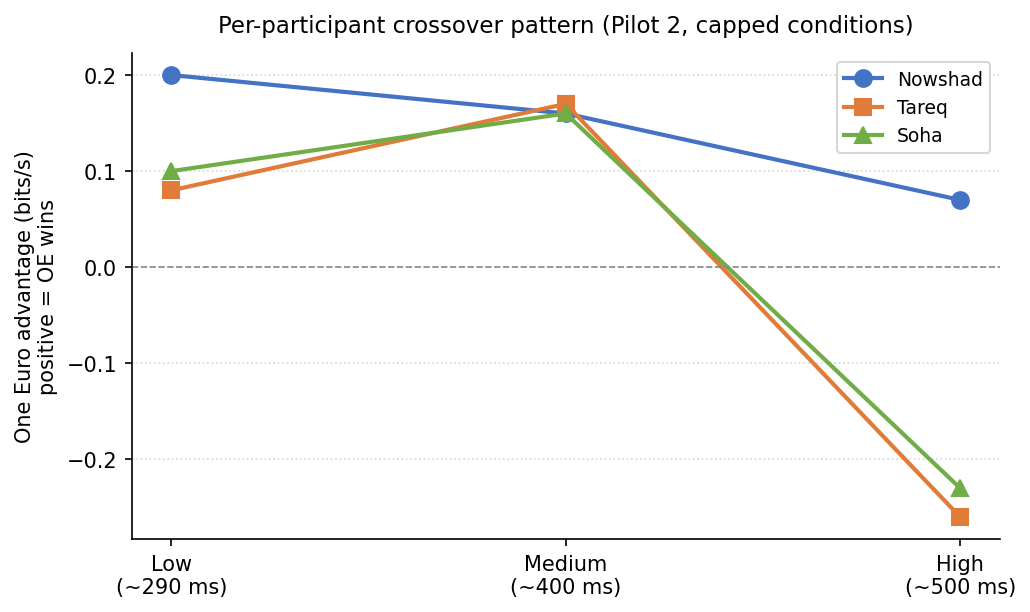 Per-participant crossover pattern (Pilot 2, capped conditions)
One Euro advantage (bits/s)
positive = OE wins
0.2
0.1
0.0
−0.1
−0.2
Nowshad
Tareq
Soha
Low
(~290 ms)
Medium
(~400 ms)
High
(~500 ms)